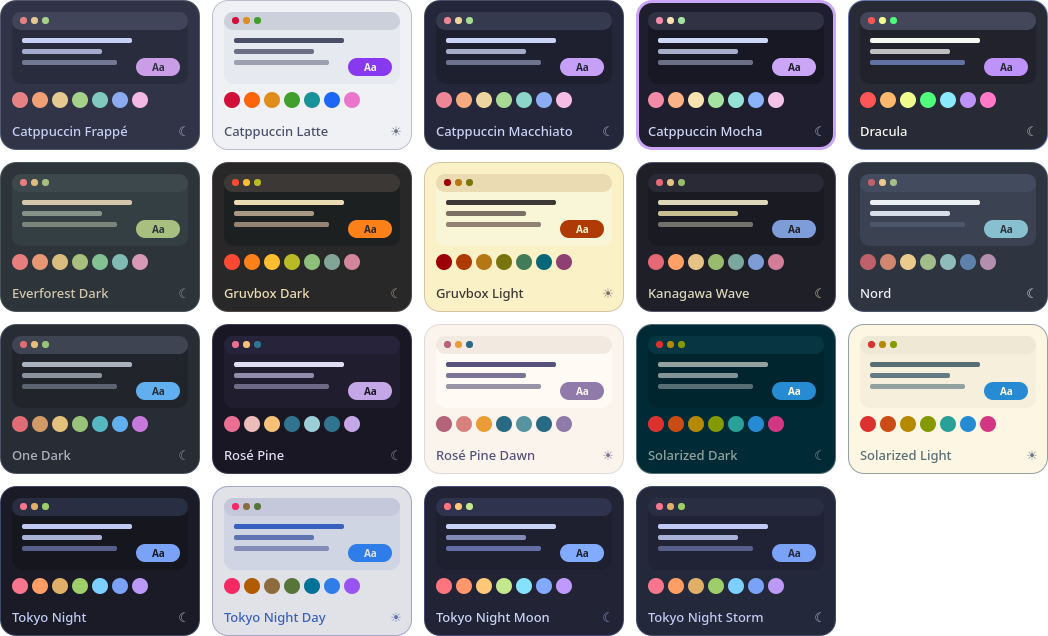 Aa
Aa
Aa
Aa
Aa
Catppuccin Frappé
Catppuccin Latte
Catppuccin Macchiato
Catppuccin Mocha
Dracula
Aa
Aa
Aa
Aa
Aa
Everforest Dark
Gruvbox Dark
Gruvbox Light
Kanagawa Wave
Nord
Aa
Aa
Aa
Aa
Aa
One Dark
Rosé Pine
Rosé Pine Dawn
Solarized Dark
Solarized Light
Aa
Aa
Aa
Aa
Tokyo Night
Tokyo Night Day
Tokyo Night Moon
Tokyo Night Storm